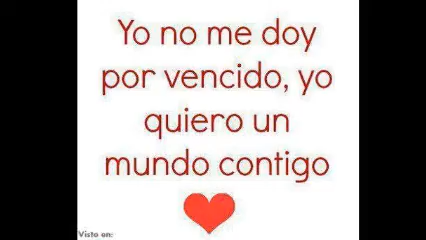 Yo no me doy
por vencido, yo
quiero un
mundo contigo
Visto en: